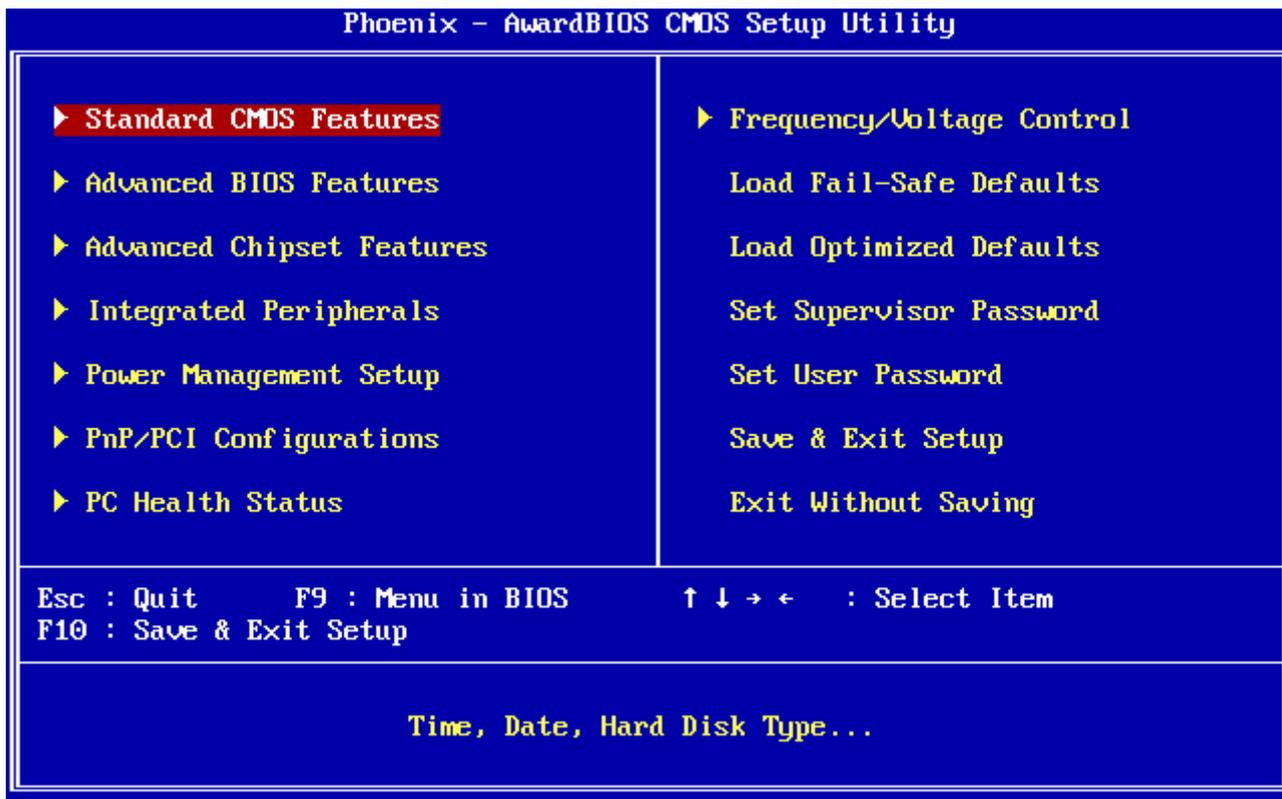 Phoenix - AwardBIOS CMOS Setup Utility
▶ Standard CMOS Features
▶ Advanced BIOS Features
▶ Advanced Chipset Features
▶ Integrated Peripherals
▶ Power Management Setup
▶ PnP/PCI Configurations
▶ PC Health Status
▶ Frequency/Voltage Control
Load Fail-Safe Defaults
Load Optimized Defaults
Set Supervisor Password
Set User Password
Save & Exit Setup
Exit Without Saving
Esc : Quit F9 : Menu in BIOS ↑ ↓ → ← : Select Item
F10 : Save & Exit Setup
Time, Date, Hard Disk Type...